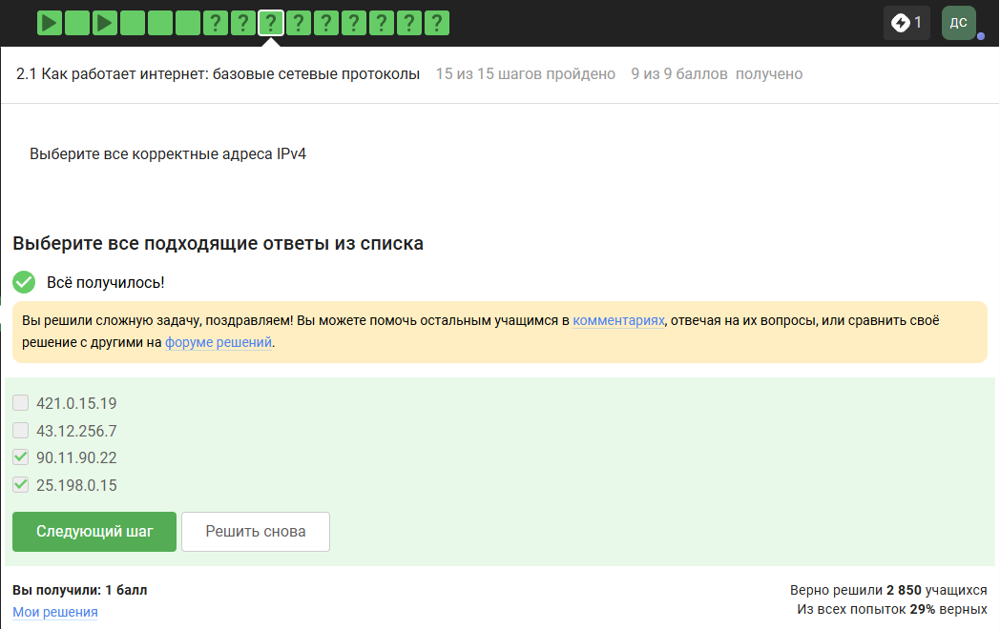 ? ? ? ? ? ? ? ? ?
1
ДС
2.1 Как работает интернет: базовые сетевые протоколы 15 из 15 шагов пройдено 9 из 9 баллов получено
Выберите все корректные адреса IPv4
Выберите все подходящие ответы из списка
Всё получилось!
Вы решили сложную задачу, поздравляем! Вы можете помочь остальным учащимся в комментариях, отвечая на их вопросы, или сравнить своё
решение с другими на форуме решений.
421.0.15.19
43.12.256.7
90.11.90.22
25.198.0.15
Следующий шаг Решить снова
Вы получили: 1 балл
Мои решения
Верно решили 2 850 учащихся
Из всех попыток 29% верных